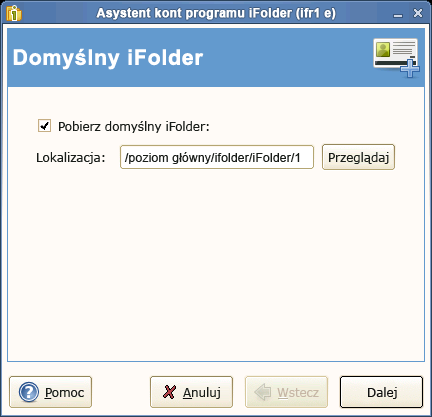 Asystent kont programu iFolder (ifr1 e)
Domyślny iFolder
Pobierz domyślny iFolder:
Lokalizacja: /poziom główny/ifolder/iFolder/1 Przeglądaj
Pomoc Anuluj Wstecz Dalej